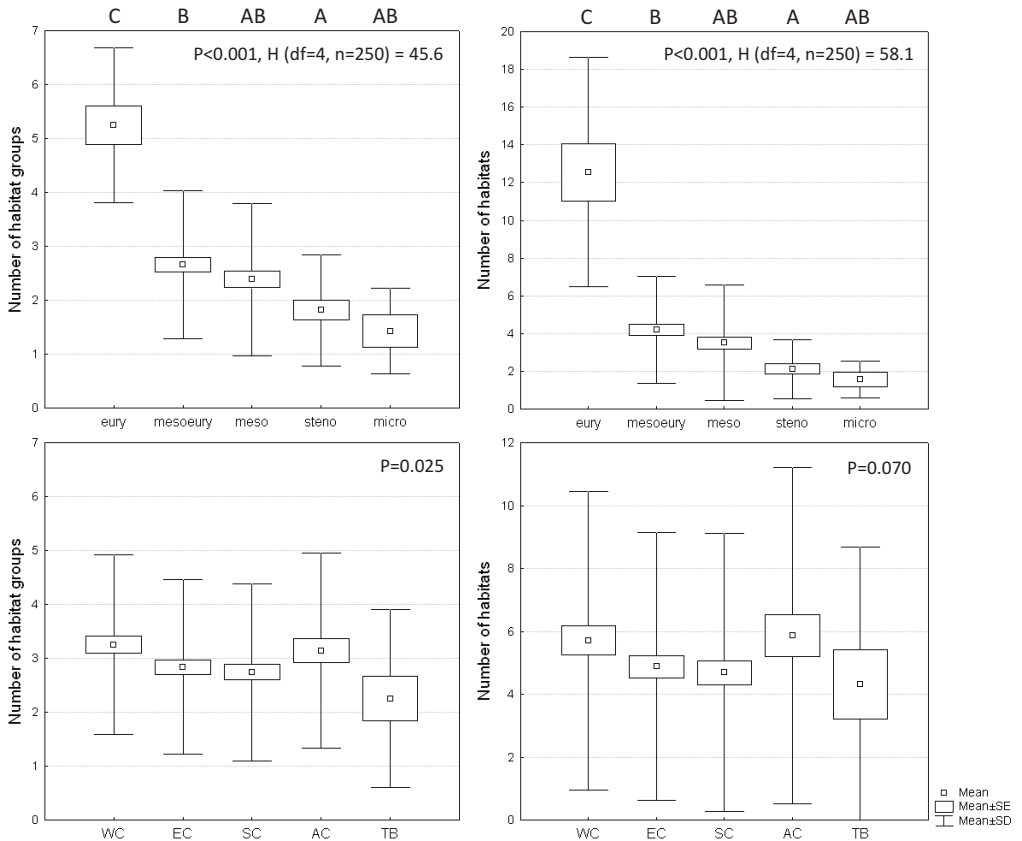 C B AB A AB
P<0.001, H (df=4, n=250) = 45.6
Number of habitat groups
7
6
5
4
3
2
1
0
eury mesoeury meso steno micro
C B AB A AB
P<0.001, H (df=4, n=250) = 58.1
Number of habitats
20
18
16
14
12
10
8
6
4
2
0
eury mesoeury meso steno micro
P=0.025
Number of habitat groups
7
6
5
4
3
2
1
0
WC EC SC AC TB
P=0.070
Number of habitats
12
10
8
6
4
2
0
WC EC SC AC TB
Mean
Mean±SE
Mean±SD